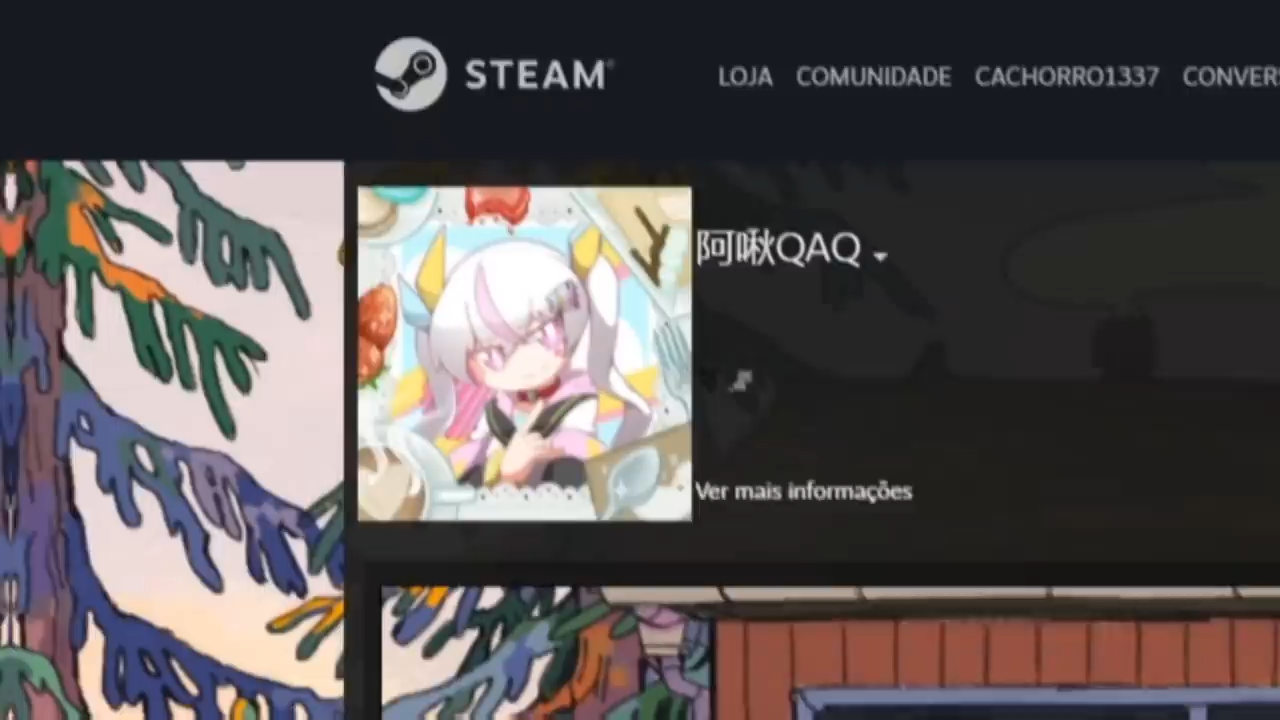 STEAM®
LOJA COMUNIDADE CACHORRO1337
阿啾QAQ
Ver mais informações